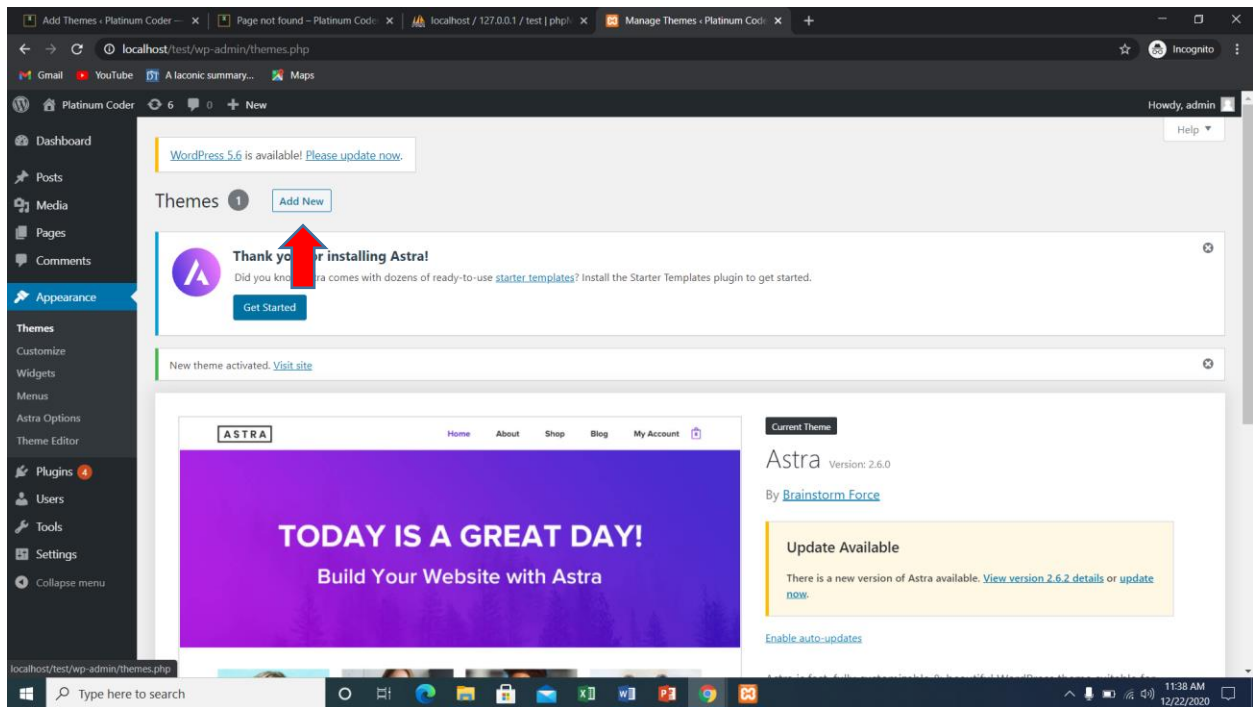 Add Themes ‹ Platinum Coder —
Page not found – Platinum Code
localhost / 127.0.0.1 / test | phpM
Manage Themes ‹ Platinum Code
localhost/test/wp-admin/themes.php
Incognito
Gmail
YouTube
A laconic summary...
Maps
Platinum Coder
6
0
+ New
Howdy, admin
Help
Dashboard
WordPress 5.6 is available! Please update now.
Posts
Media
Pages
Comments
Appearance
Themes
Customize
Widgets
Menus
Astra Options
Theme Editor
Plugins 4
Users
Tools
Settings
Collapse menu
Themes 1 Add New
Thank installing Astra!
Did you comes with dozens of ready-to-use starter templates? Install the Starter Templates plugin to get started.
Get Started
New theme activated. Visit site
ASTRA
Home About Shop Blog My Account 0
TODAY IS A GREAT DAY!
Build Your Website with Astra
Current Theme
Astra Version: 2.6.0
By Brainstorm Force
Update Available
There is a new version of Astra available. View version 2.6.2 details or update
now.
Enable auto-updates
localhost/test/wp-admin/themes.php
Type here to search
11:38 AM
12/22/2020